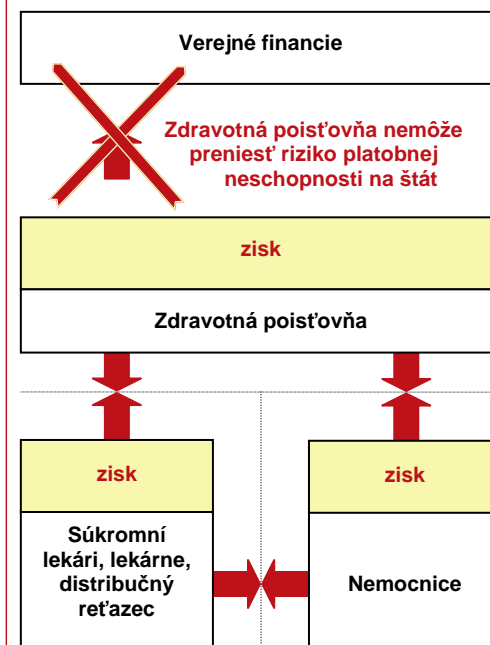 Verejné financie
Zdravotná poisťovňa nemôže
preniesť riziko platobnej
neschopnosti na štát
zisk
Zdravotná poisťovňa
zisk
zisk
Súkromní
lekári, lekárne,
distribučný
reťazec
Nemocnice